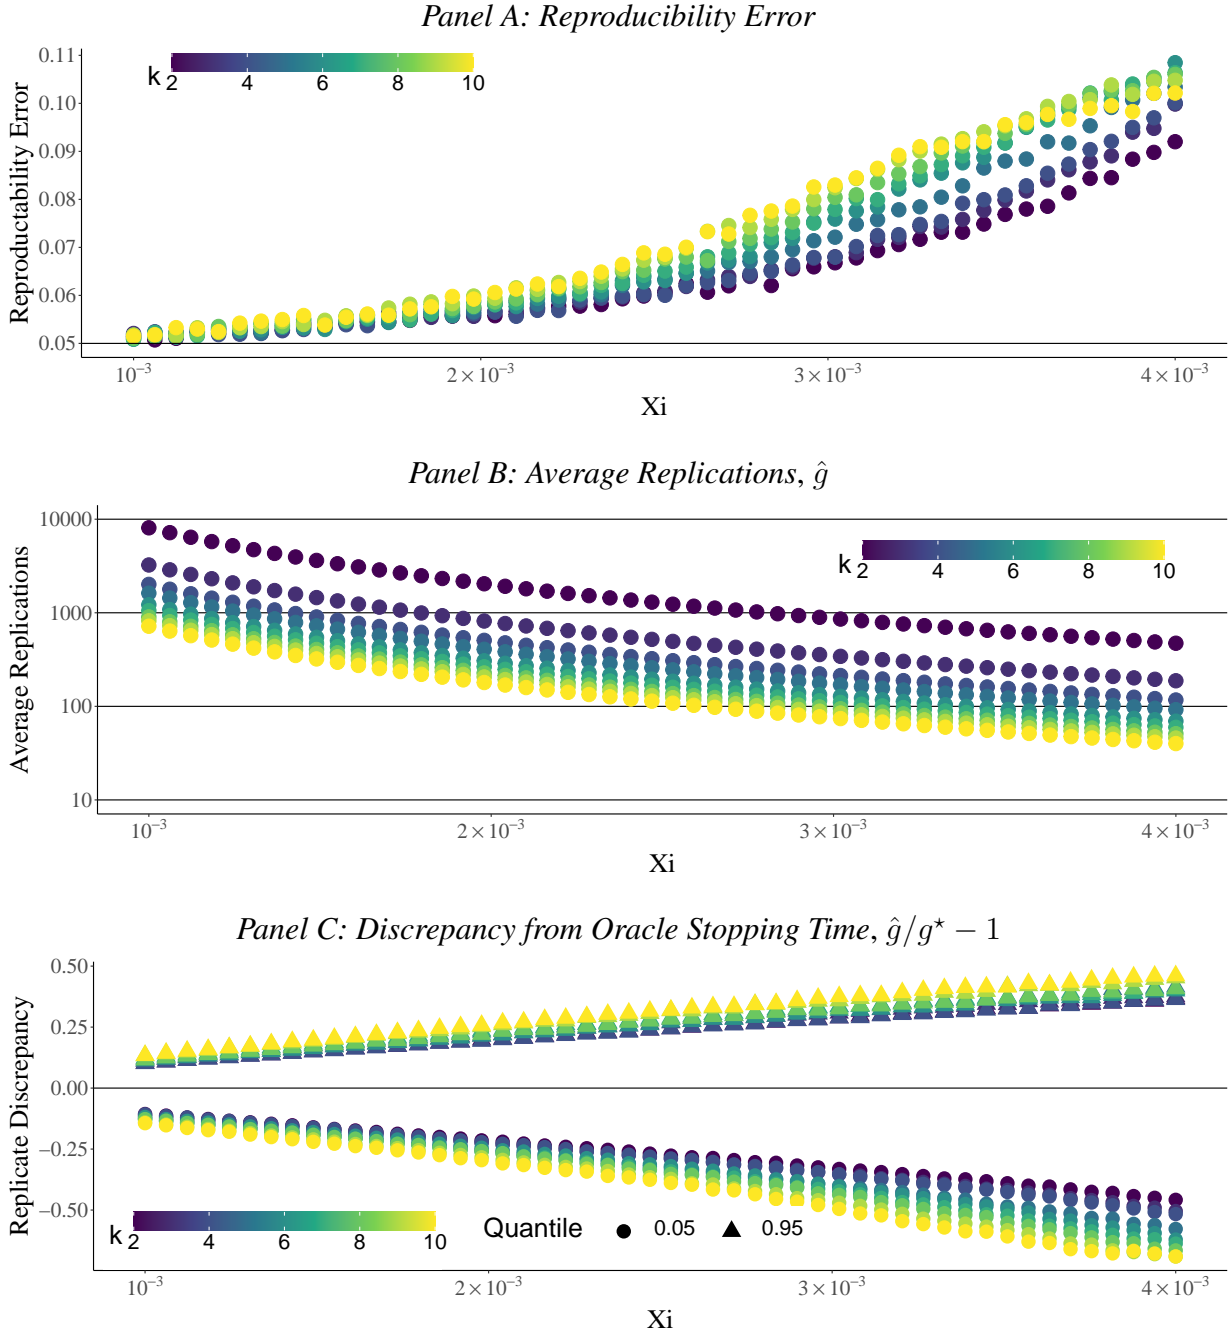 Panel A: Reproducibility Error
k 2 4 6 8 10
0.11
0.10
0.09
0.08
0.07
0.06
0.05
Reproductability Error
10⁻³ 2 × 10⁻³ 3 × 10⁻³ 4 × 10⁻³
Xi
Panel B: Average Replications, ĝ
k 2 4 6 8 10
10000
1000
100
10
Average Replications
10⁻³ 2 × 10⁻³ 3 × 10⁻³ 4 × 10⁻³
Xi
Panel C: Discrepancy from Oracle Stopping Time, ĝ/g⋆ − 1
0.50
0.25
0.00
−0.25
−0.50
Replicate Discrepancy
k 2 4 6 8 10
Quantile 0.05 0.95
10⁻³ 2 × 10⁻³ 3 × 10⁻³ 4 × 10⁻³
Xi